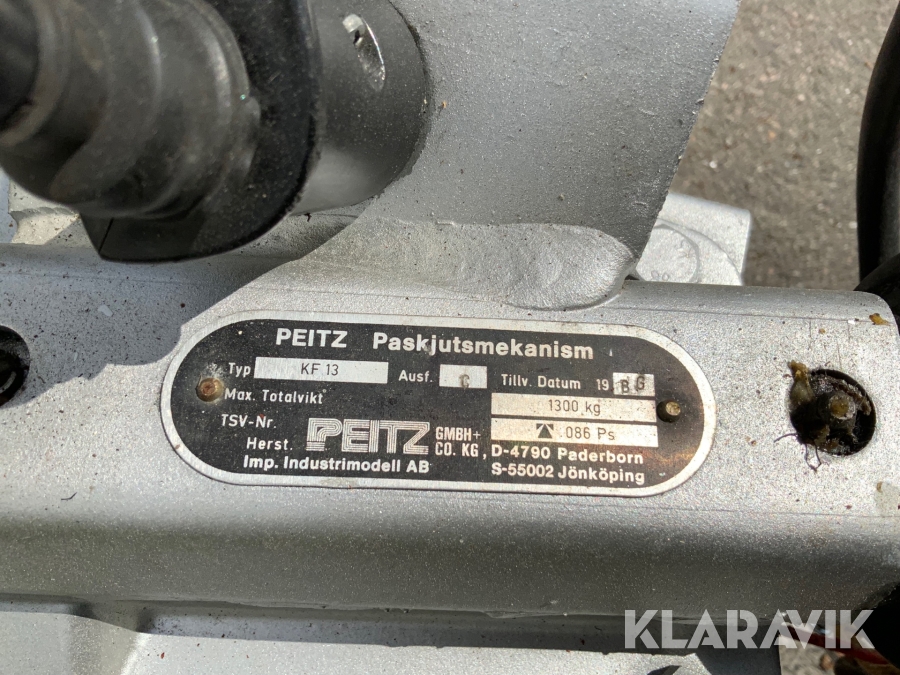 PEITZ Paskjutsmekanism
Typ KF 13 Ausf. C Tillv. Datum 19 8 G
Max. Totalvikt 1300 kg
TSV-Nr. 086 Ps
Herst. PEITZ GMBH+ CO. KG, D-4790 Paderborn
Imp. Industrimodell AB S-55002 Jönköping
KLARAVIK